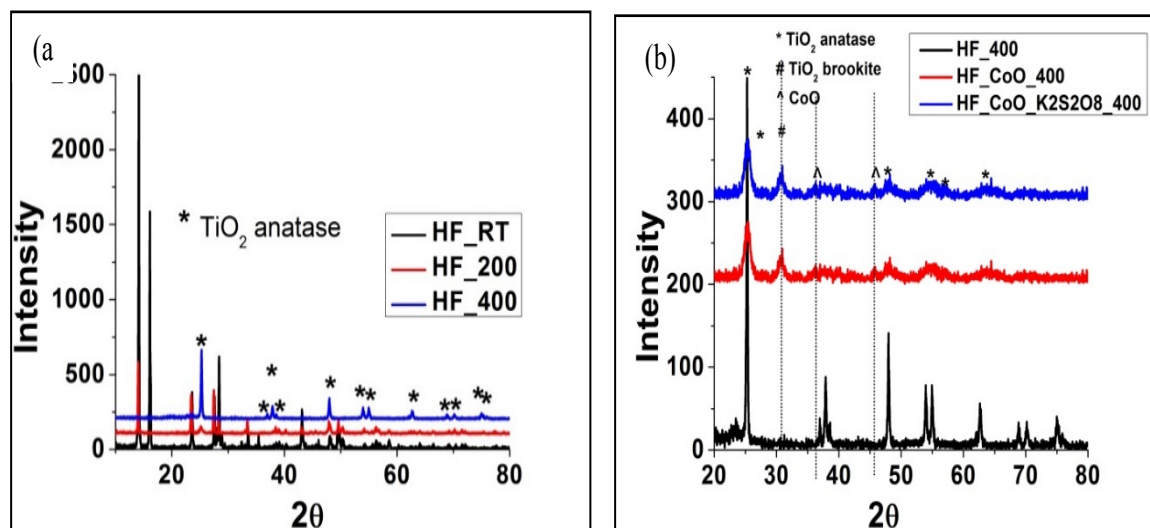 (a
500
2000
1500
1000
500
0
20 40 60 80
Intensity
2θ
* TiO2 anatase
HF_RT
HF_200
HF_400
* * * * * * * * * * * *
(b)
* TiO2 anatase
# TiO2 brookite
^ CoO
HF_400
HF_CoO_400
HF_CoO_K2S2O8_400
* * # ^ ^ * * * *
400
300
200
100
0
20 30 40 50 60 70 80
Intensity
2θ